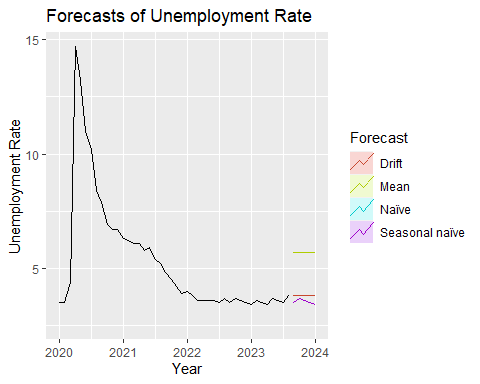 Forecasts of Unemployment Rate
Unemployment Rate
15
10
5
2020 2021 2022 2023 2024
Year
Forecast
Drift
Mean
Naïve
Seasonal naïve